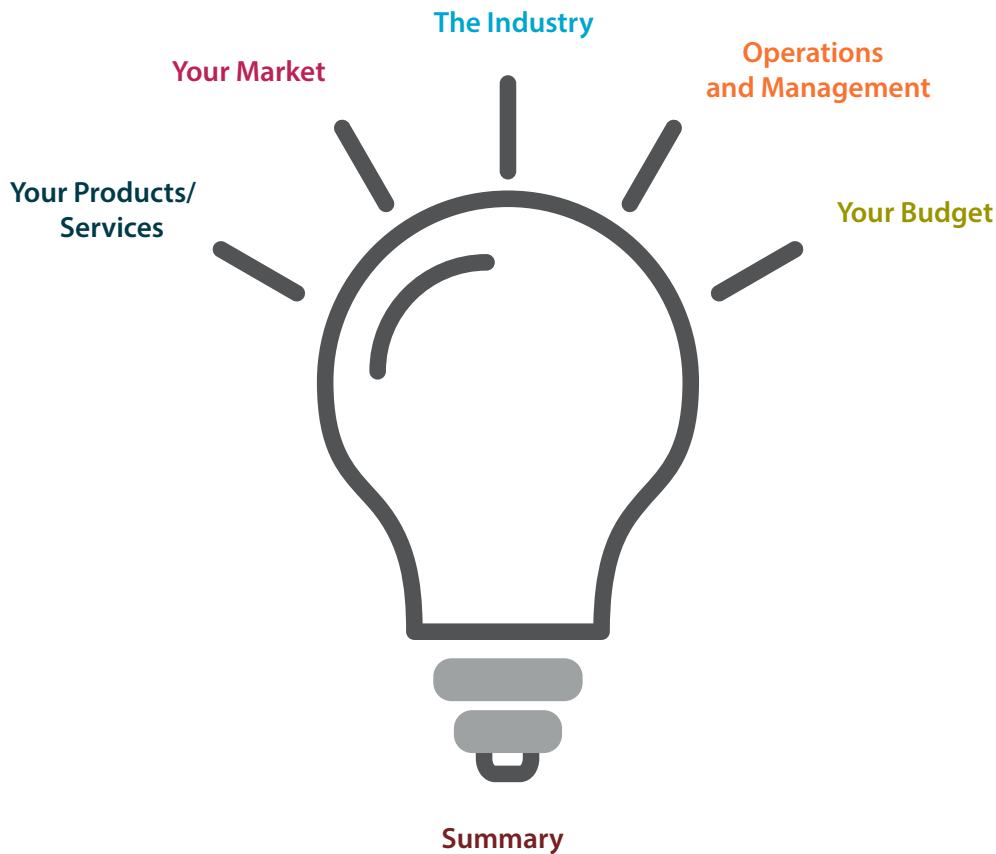 The Industry
Your Market
Operations
and Management
Your Products/
Services
Your Budget
Summary